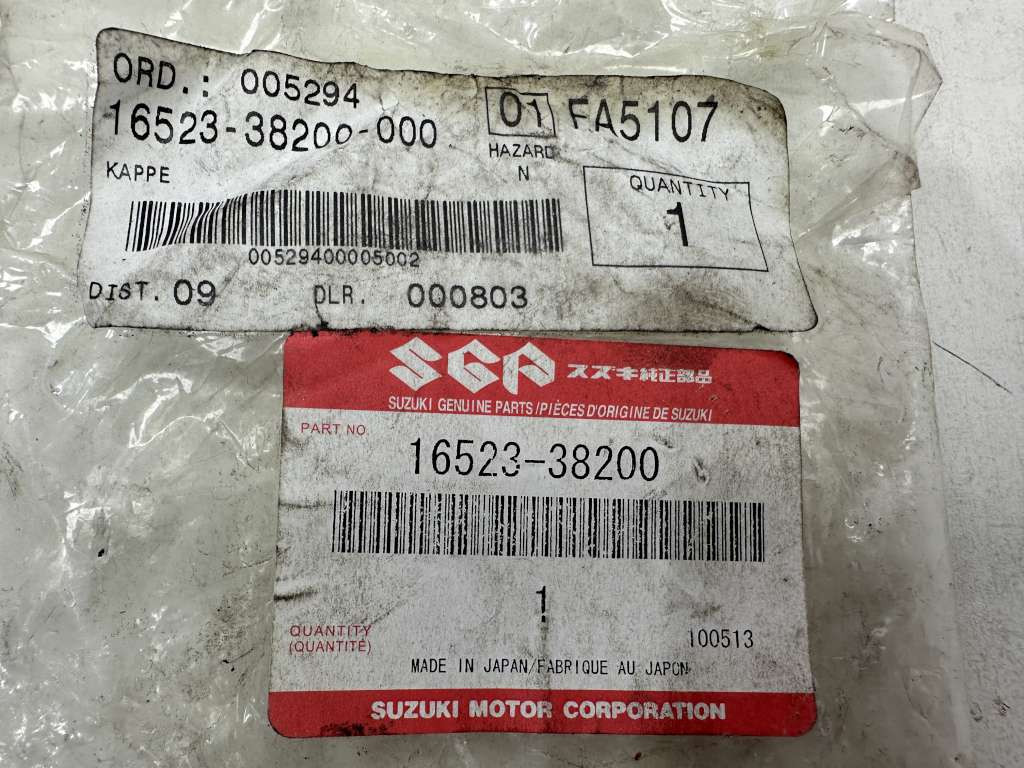 ORD.: 005294
16523-38200-000
01 FA5107
HAZARD
N
KAPPE
QUANTITY
1
00529400005002
DIST. 09 DLR. 000803
SGP スズキ純正部品
SUZUKI GENUINE PARTS/PIÈCES D'ORIGINE DE SUZUKI
PART NO.
16523-38200
1
QUANTITY
(QUANTITÉ)
100513
MADE IN JAPAN/FABRIQUE AU JAPON
SUZUKI MOTOR CORPORATION